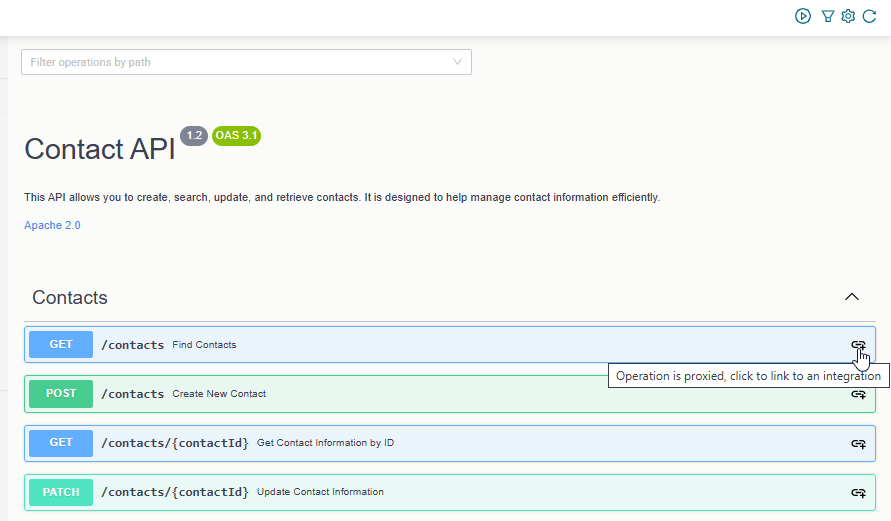 Filter operations by path
Contact API 1.2 OAS 3.1
This API allows you to create, search, update, and retrieve contacts. It is designed to help manage contact information efficiently.
Apache 2.0
Contacts
GET /contacts Find Contacts
Operation is proxied, click to link to an integration
POST /contacts Create New Contact
GET /contacts/{contactId} Get Contact Information by ID
PATCH /contacts/{contactId} Update Contact Information